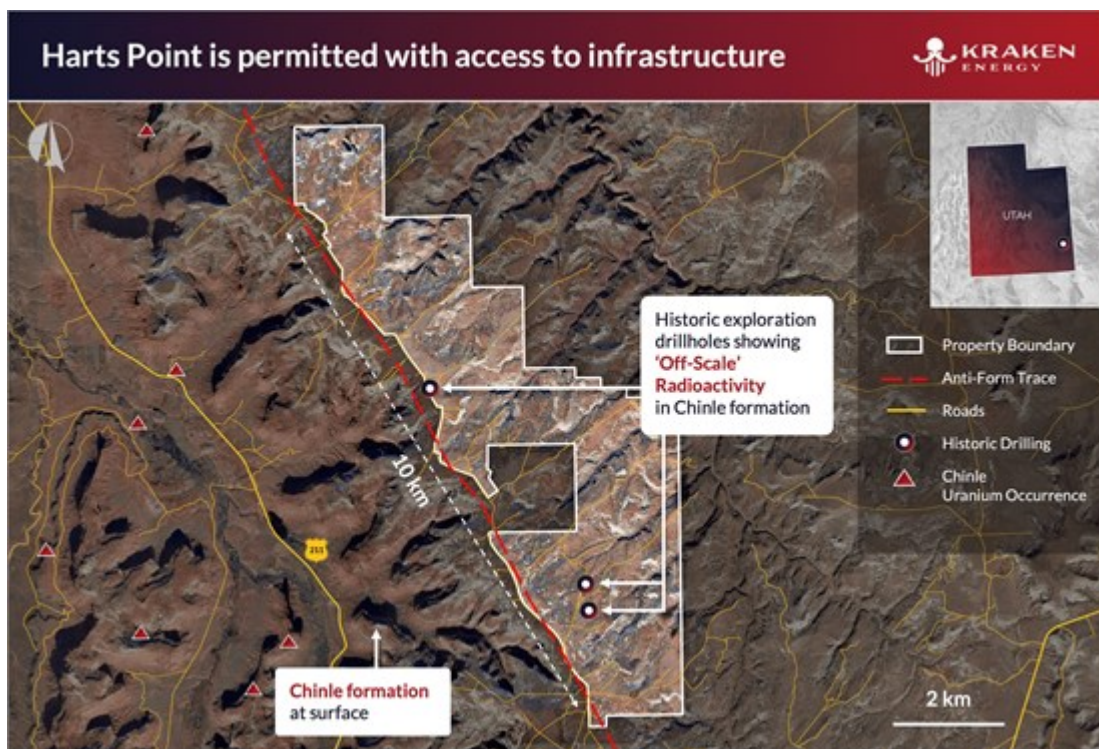 Harts Point is permitted with access to infrastructure
KRAKEN
ENERGY
UTAH
Historic exploration
drillholes showing
'Off-Scale'
Radioactivity
in Chinle formation
Property Boundary
Anti-Form Trace
Roads
Historic Drilling
Chinle
Uranium Occurrence
10 km
211
Chinle formation
at surface
2 km